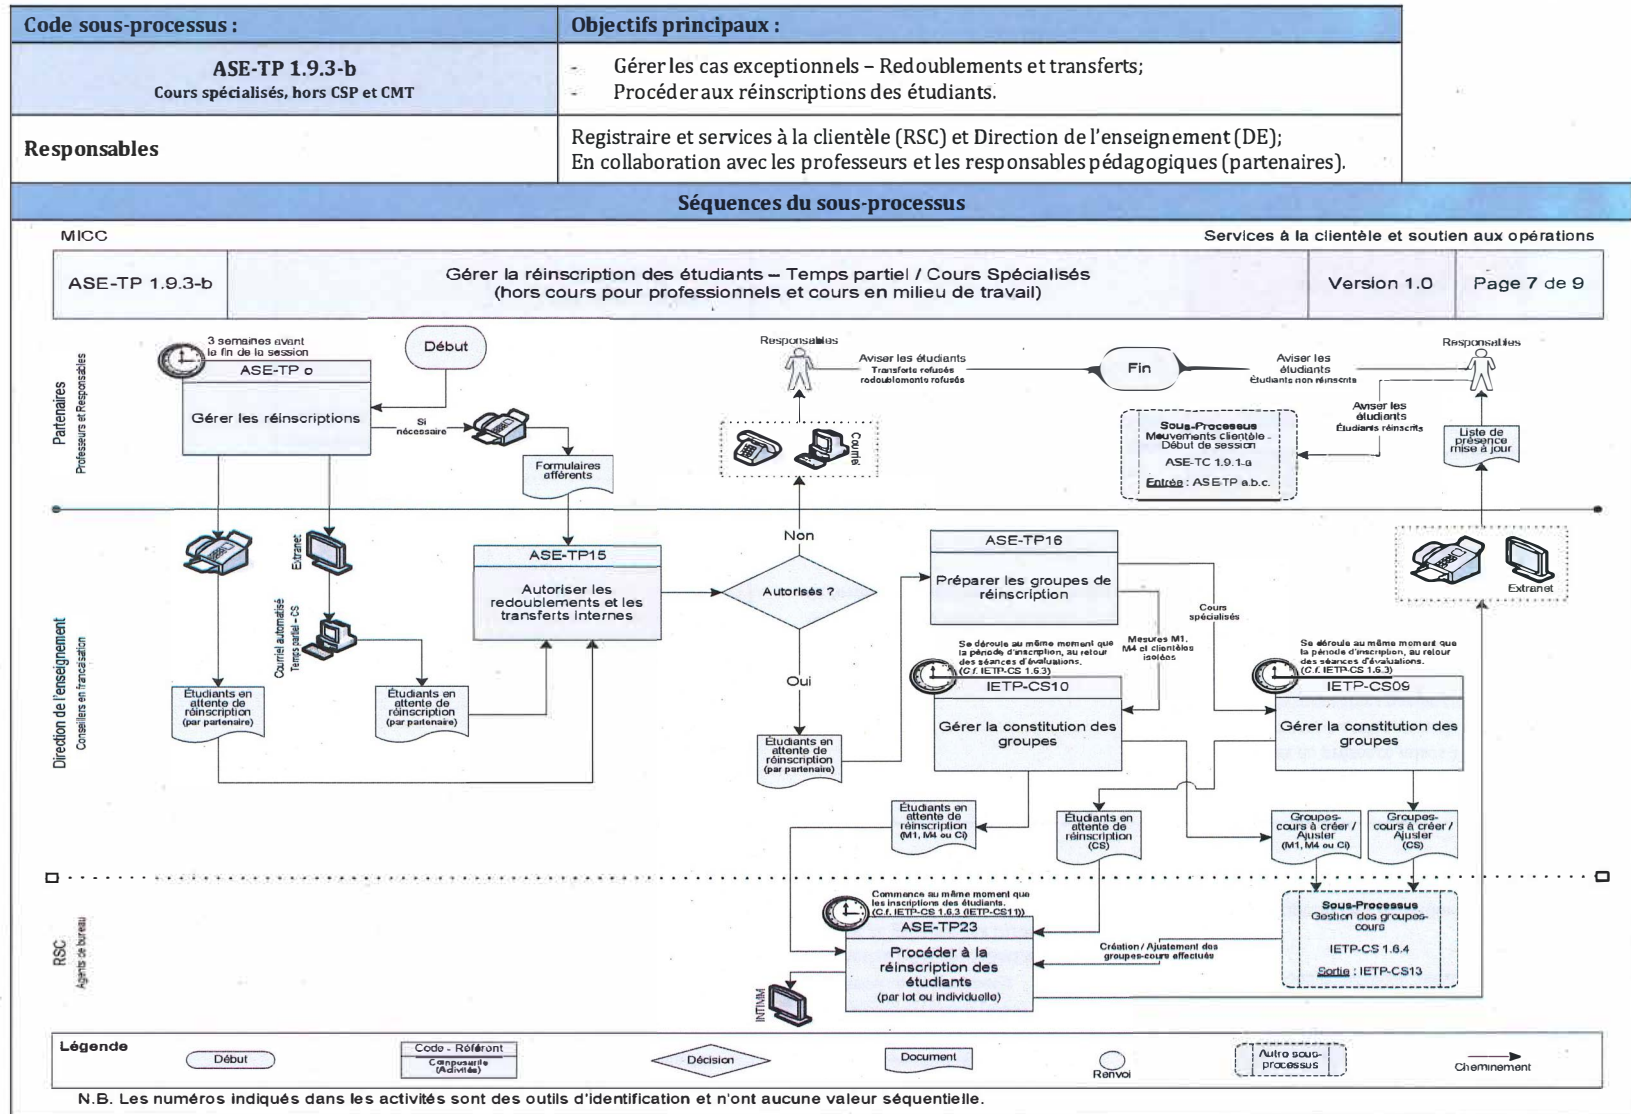 Code sous-processus :
Objectifs principaux :
ASE-TP 1.9.3-b
Cours spécialisés, hors CSP et CMT
- Gérer les cas exceptionnels – Redoublements et transferts;
- Procéder aux réinscriptions des étudiants.
Responsables
Registraire et services à la clientèle (RSC) et Direction de l'enseignement (DE);
En collaboration avec les professeurs et les responsables pédagogiques (partenaires).
Séquences du sous-processus
MICC
Services à la clientèle et soutien aux opérations
ASE-TP 1.9.3-b
Gérer la réinscription des étudiants – Temps partiel / Cours Spécialisés
(hors cours pour professionnels et cours en milieu de travail)
Version 1.0
Page 7 de 9
Partenaires
Professeurs et Responsables
3 semaines avant
la fin de la session
ASE-TP o
Gérer les réinscriptions
Début
Si
nécessaire
Formulaires
afférents
Responsables
Aviser les étudiants
Transferts refusés
redoublements refusés
Courriel
Fin
Aviser les
étudiants
Étudiants non réinscrits
Responsables
Aviser les
étudiants
Étudiants réinscrits
Sous-Processus
Mouvements clientèle -
Début de session
ASE-TC 1.9.1-a
Entrée : ASETP a.b.c.
Liste de
présence
mise à jour
Direction de l'enseignement
Conseillers en francisation
Extranet
Courriel automatisé
Temps partiel – CS
Étudiants en
attente de
réinscription
(par partenaire)
Étudiants en
attente de
réinscription
(par partenaire)
ASE-TP15
Autoriser les
redoublements et les
transferts internes
Non
Autorisés ?
Oui
Étudiants en
attente de
réinscription
(par partenaire)
ASE-TP16
Préparer les groupes de
réinscription
Cours
spécialisés
Mesures M1,
M4 et clientèles
isolées
Extranet
Se déroule au même moment que
la période d'inscription, au retour
des séances d'évaluations.
(C.f. IETP-CS 1.6.3)
IETP-CS10
Gérer la constitution des
groupes
Se déroule au même moment que
la période d'inscription, au retour
des séances d'évaluations.
(C.f. IETP-CS 1.6.3)
IETP-CS09
Gérer la constitution des
groupes
Étudiants en
attente de
réinscription
(M1, M4 ou CI)
Étudiants en
attente de
réinscription
(CS)
Groupes-
cours à créer /
Ajuster
(M1, M4 ou CI)
Groupes-
cours à créer /
Ajuster
(CS)
RSC
Agents de bureau
Commence au même moment que
les inscriptions des étudiants.
(C.f. IETP-CS 1.6.3 (IETP-CS11))
ASE-TP23
Procéder à la
réinscription des
étudiants
(par lot ou individuelle)
INTIMM
Création / Ajustement des
groupes-cours effectués
Sous-Processus
Gestion des groupes-
cours
IETP-CS 1.6.4
Sortie : IETP-CS13
Légende
Début
Code - Référent
(Activités)
Décision
Document
Renvoi
Autre sous-
processus
Cheminement
N.B. Les numéros indiqués dans les activités sont des outils d'identification et n'ont aucune valeur séquentielle.